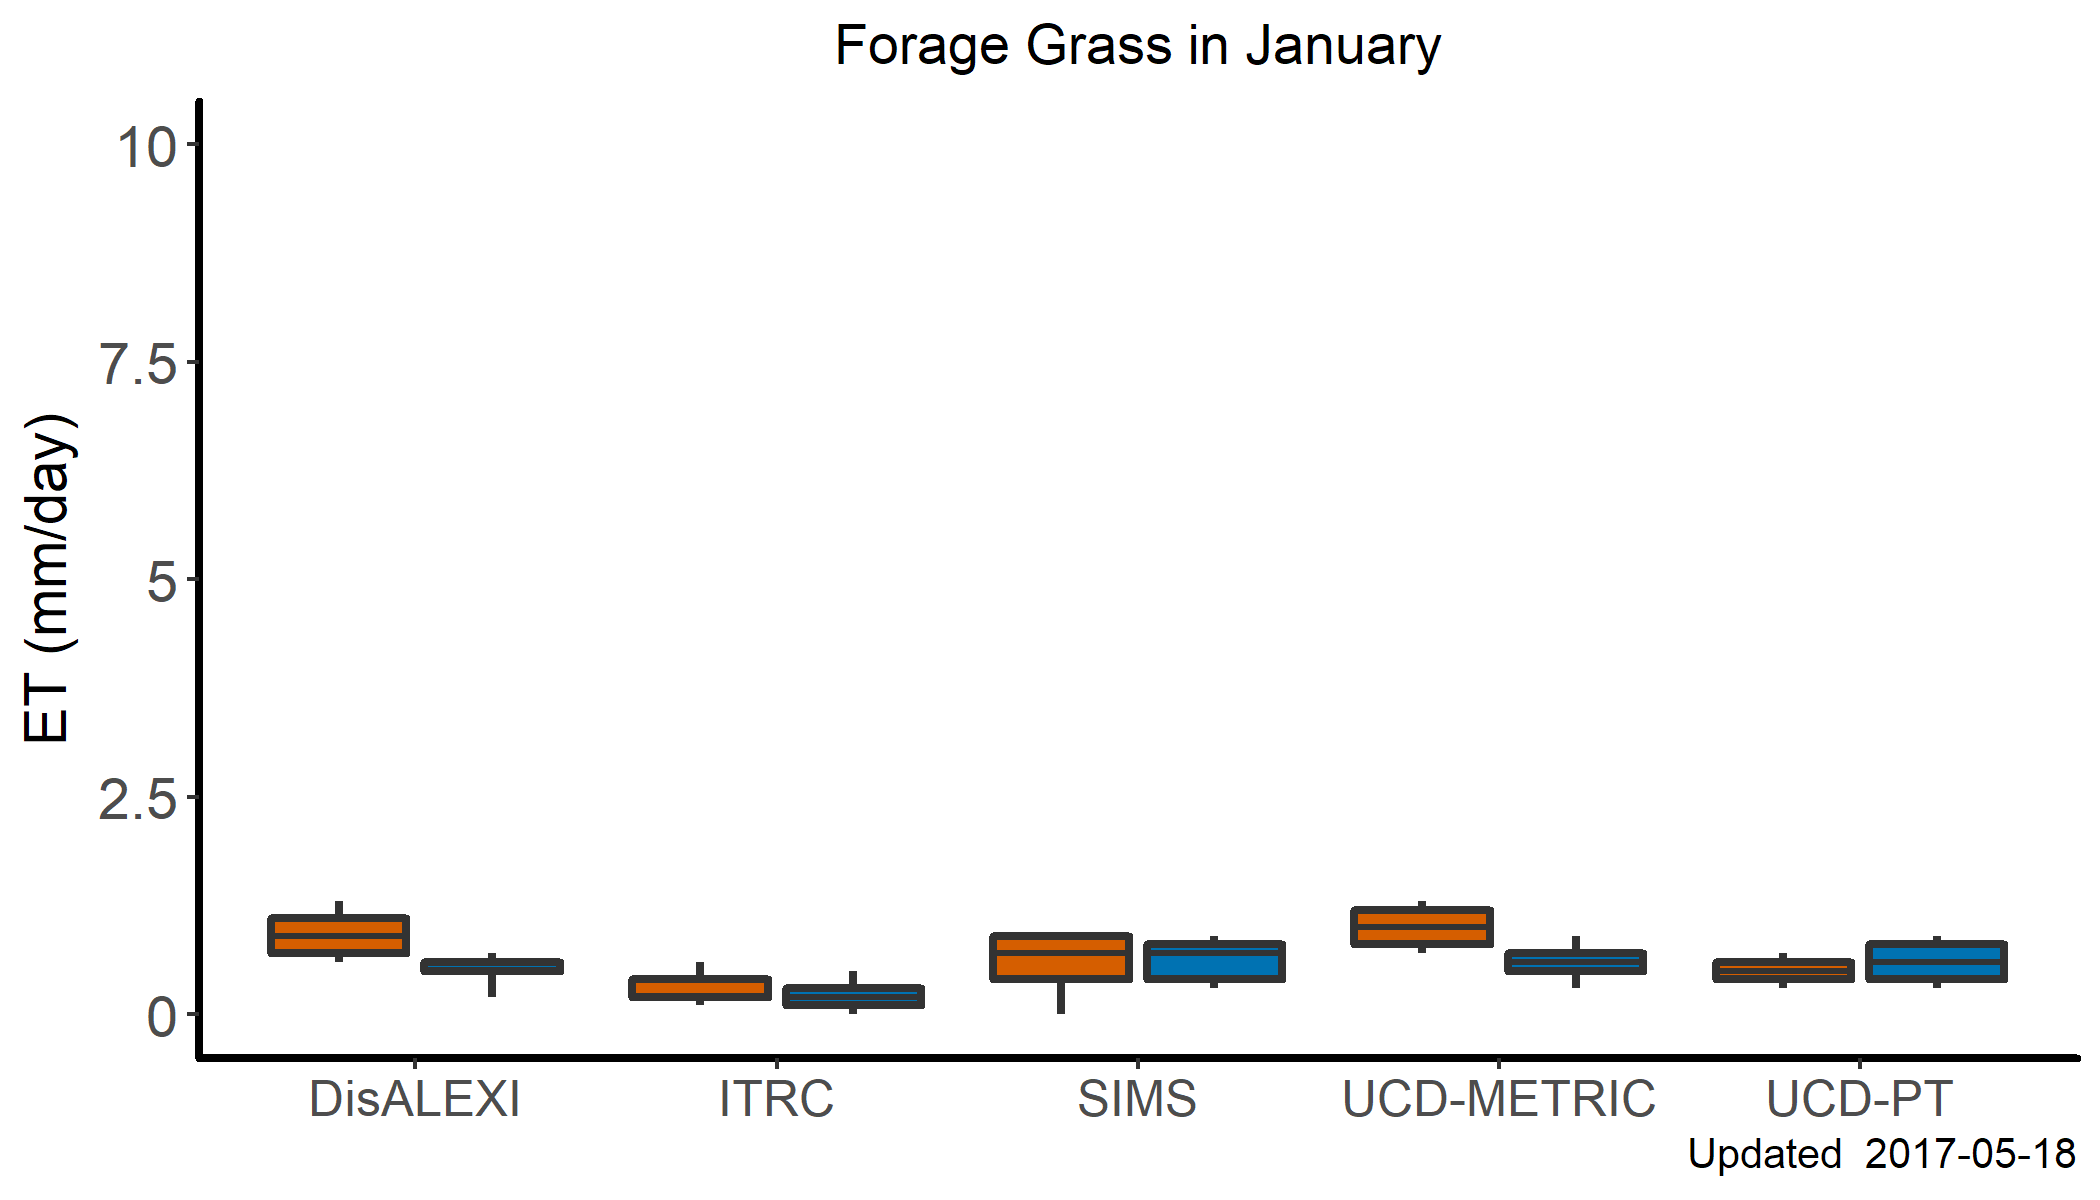 Forage Grass in January
10
7.5
5
2.5
0
ET (mm/day)
DisALEXI ITRC SIMS UCD-METRIC UCD-PT
Updated  2017-05-18